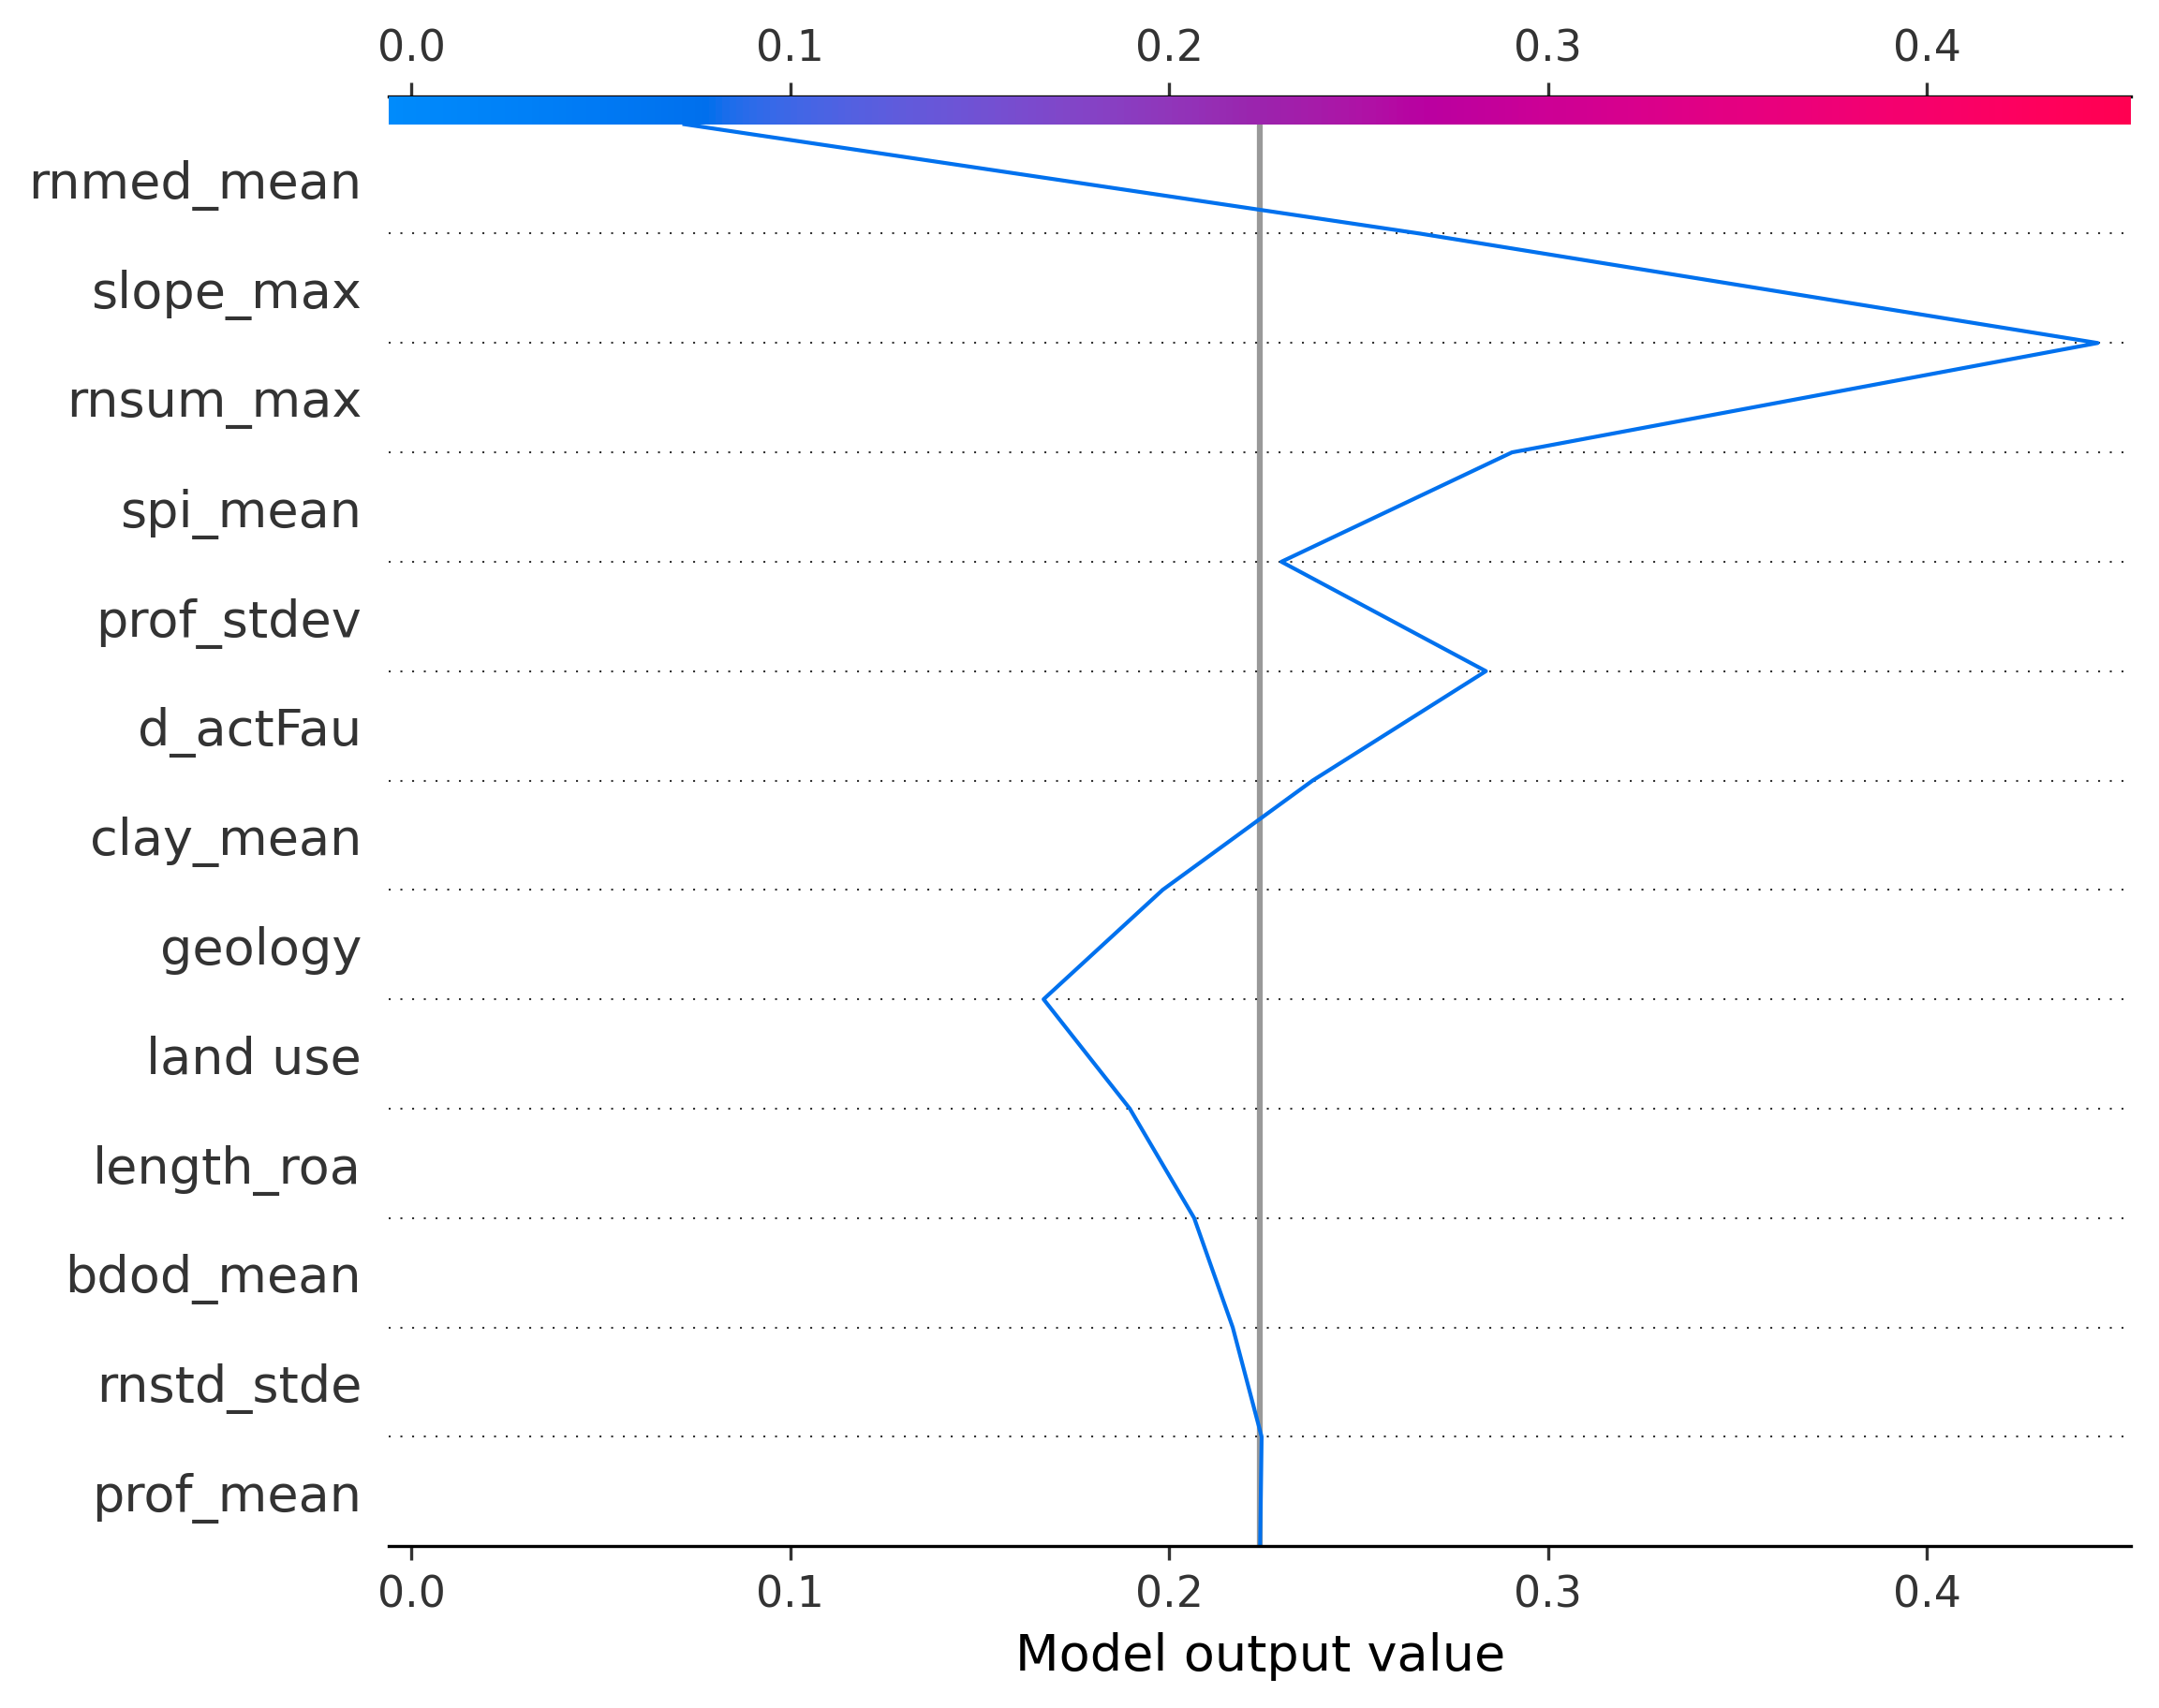 0.0 0.1 0.2 0.3 0.4
rnmed_mean
slope_max
rnsum_max
spi_mean
prof_stdev
d_actFau
clay_mean
geology
land use
length_roa
bdod_mean
rnstd_stde
prof_mean
0.0 0.1 0.2 0.3 0.4
Model output value